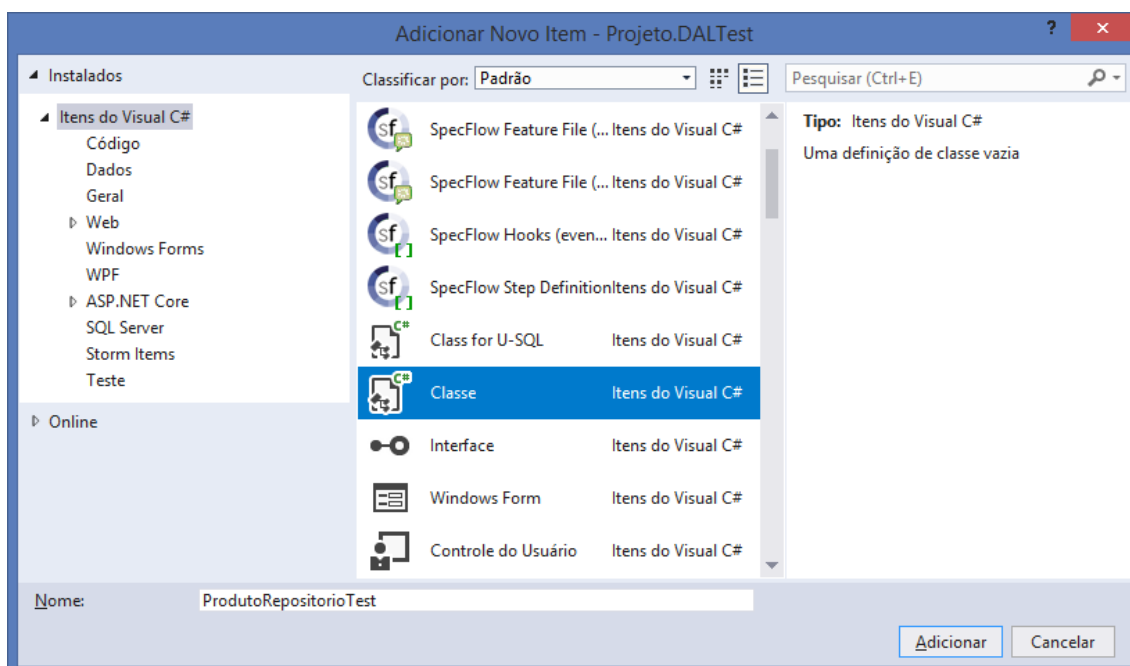 Adicionar Novo Item - Projeto.DALTest
?
Instalados
Classificar por: Padrão
Pesquisar (Ctrl+E)
Itens do Visual C#
Código
Dados
Geral
Web
Windows Forms
WPF
ASP.NET Core
SQL Server
Storm Items
Teste
Online
SpecFlow Feature File (... Itens do Visual C#
SpecFlow Feature File (... Itens do Visual C#
SpecFlow Hooks (even... Itens do Visual C#
SpecFlow Step DefinitionItens do Visual C#
Class for U-SQL Itens do Visual C#
Classe Itens do Visual C#
Interface Itens do Visual C#
Windows Form Itens do Visual C#
Controle do Usuário Itens do Visual C#
Tipo: Itens do Visual C#
Uma definição de classe vazia
Nome: ProdutoRepositorioTest
Adicionar Cancelar